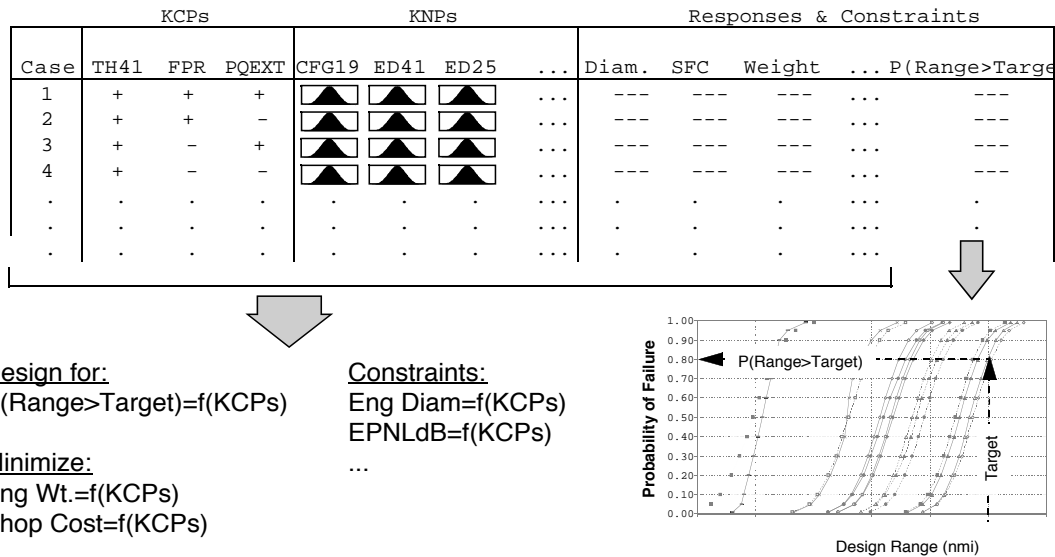 KCPs KNPs Responses & Constraints
Case TH41 FPR PQEXT CFG19 ED41 ED25 ... Diam. SFC Weight ... P(Range>Targe
1 + + + ... --- --- --- ... ---
2 + + – ... --- --- --- ... ---
3 + – + ... --- --- --- ... ---
4 + – – ... --- --- --- ... ---
. . . . . . . ... . . . ... .
. . . . . . . ... . . . ... .
. . . . . . . ... . . . ... .
esign for:
(Range>Target)=f(KCPs)
inimize:
ng Wt.=f(KCPs)
hop Cost=f(KCPs)
Constraints:
Eng Diam=f(KCPs)
EPNLdB=f(KCPs)
...
Probability of Failure
1.00
0.90
0.80
0.70
0.60
0.50
0.40
0.30
0.20
0.10
0.00
P(Range>Target)
Target
Design Range (nmi)